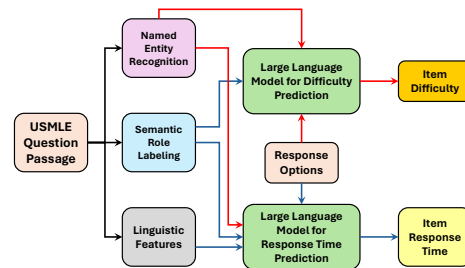 Named
Entity
Recognition
Large Language
Model for Difficulty
Prediction
Item
Difficulty
USMLE
Question
Passage
Semantic
Role
Labeling
Response
Options
Linguistic
Features
Large Language
Model for
Response Time
Prediction
Item
Response
Time